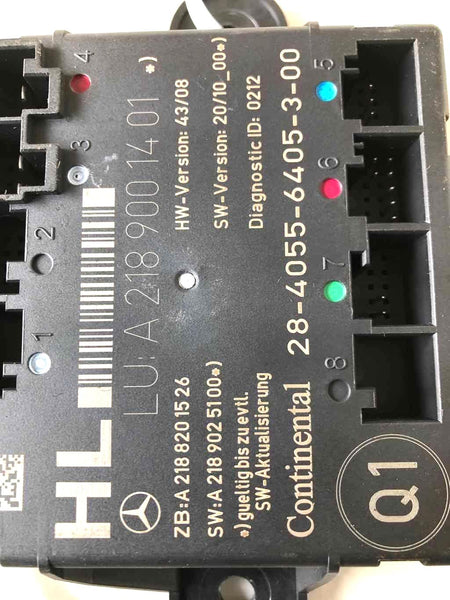 HL
LU: A 218 900 14 01 *)
ZB: A 218 820 15 26
HW-Version: 43/08
SW: A 218 902 51 00*)
SW-Version: 20/10_00*)
*) gueltig bis zu evtl.
SW-Aktualisierung
Diagnostic ID: 0212
Continental 28-4055-6405-3-00
1
2
3
4
5
6
7
8
Q1